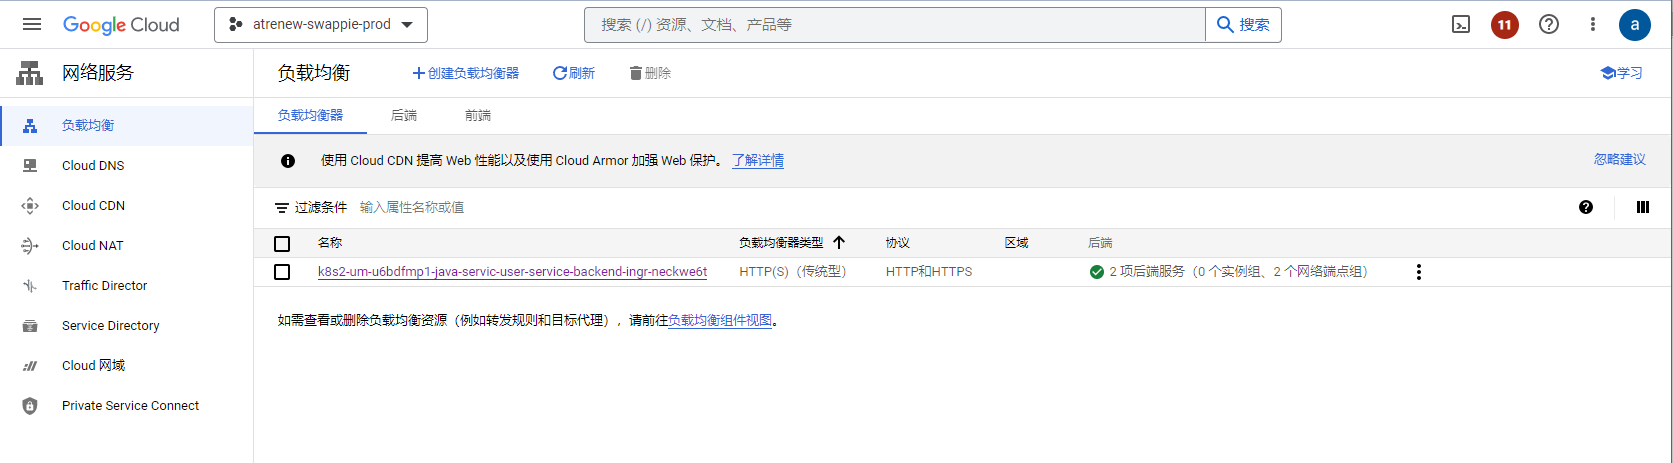 Google Cloud
atrenew-swappie-prod
搜索 (/) 资源、文档、产品等
搜索
11
a
网络服务
负载均衡
创建负载均衡器
刷新
删除
学习
负载均衡
Cloud DNS
Cloud CDN
Cloud NAT
Traffic Director
Service Directory
Cloud 网域
Private Service Connect
负载均衡器
后端
前端
使用 Cloud CDN 提高 Web 性能以及使用 Cloud Armor 加强 Web 保护。 了解详情
忽略建议
过滤条件 输入属性名称或值
名称 负载均衡器类型 协议 区域 后端
k8s2-um-u6bdfmp1-java-servic-user-service-backend-ingr-neckwe6t HTTP(S)（传统型） HTTP和HTTPS 2 项后端服务（0 个实例组、2 个网络端点组）
如需查看或删除负载均衡资源（例如转发规则和目标代理），请前往负载均衡组件视图。